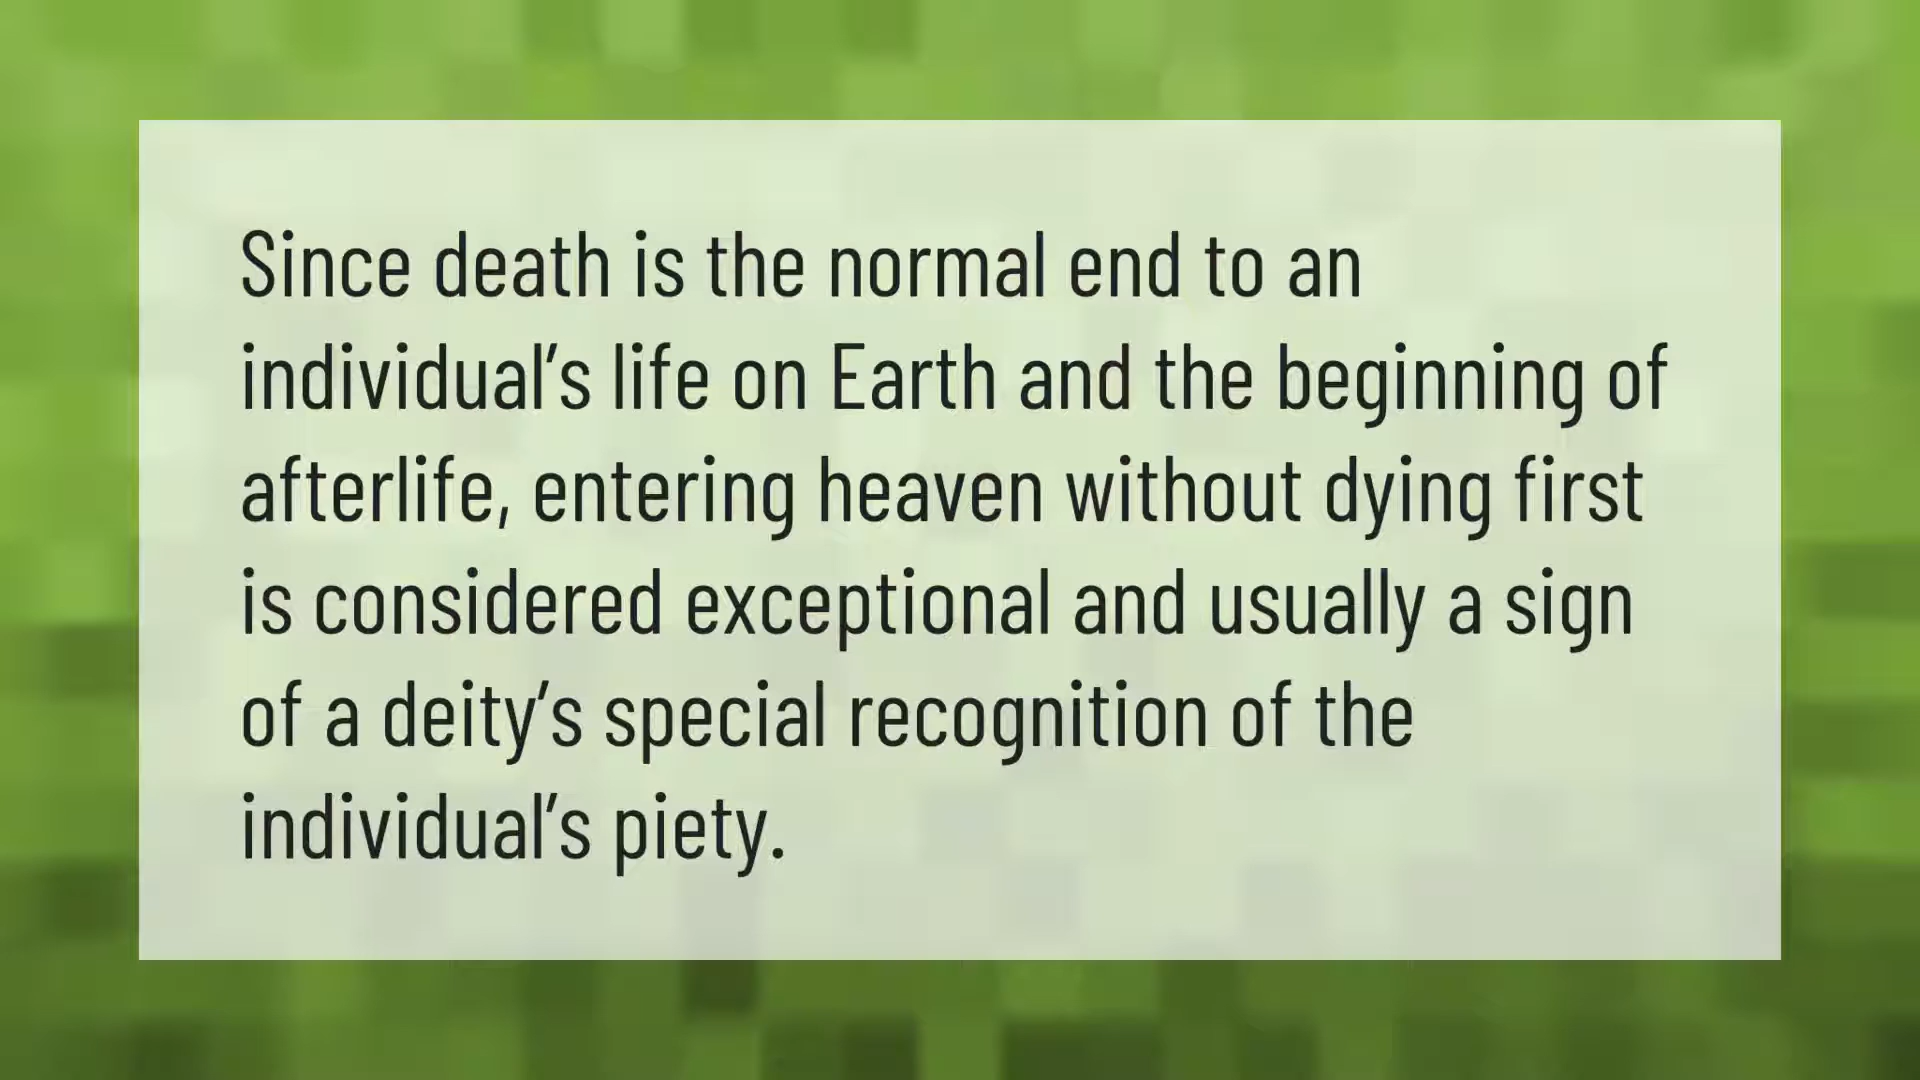 Since death is the normal end to an
individual's life on Earth and the beginning of
afterlife, entering heaven without dying first
is considered exceptional and usually a sign
of a deity's special recognition of the
individual's piety.